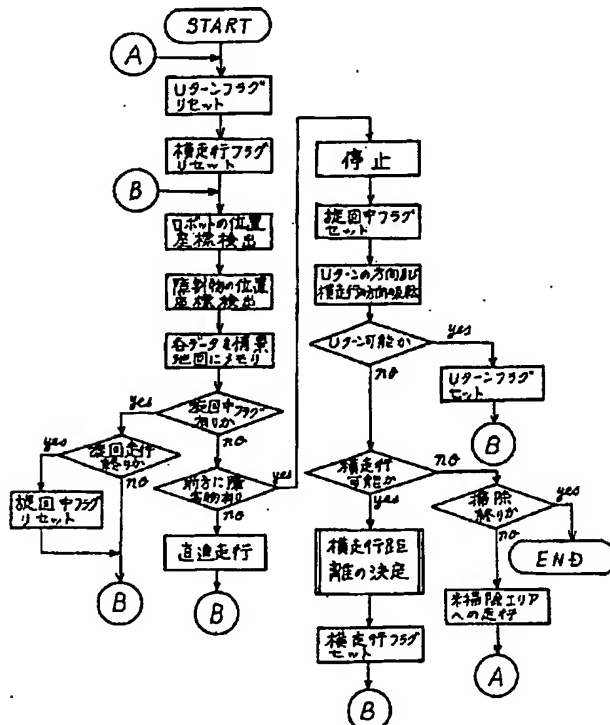 START
A
Uターンフラグ
リセット
横走行フラグ
リセット
B
ロボットの位置
座標検出
障害物の位置
座標検出
各データを情景
地図にメモリ
旋回中フラグ
有りか
yes
no
旋回走行
終りか
yes
no
旋回中フラグ
リセット
B
前方に障
害物有り
yes
no
直進走行
B
停止
旋回中フラグ
セット
Uターンの方向及び
横走行の方向の
Uターン可能か
yes
no
Uターンフラグ
セット
B
横走行
可能か
no
yes
横走行距
離の決定
横走行フラグ
セット
B
掃除
終りか
yes
no
END
未掃除エリア
への走行
A